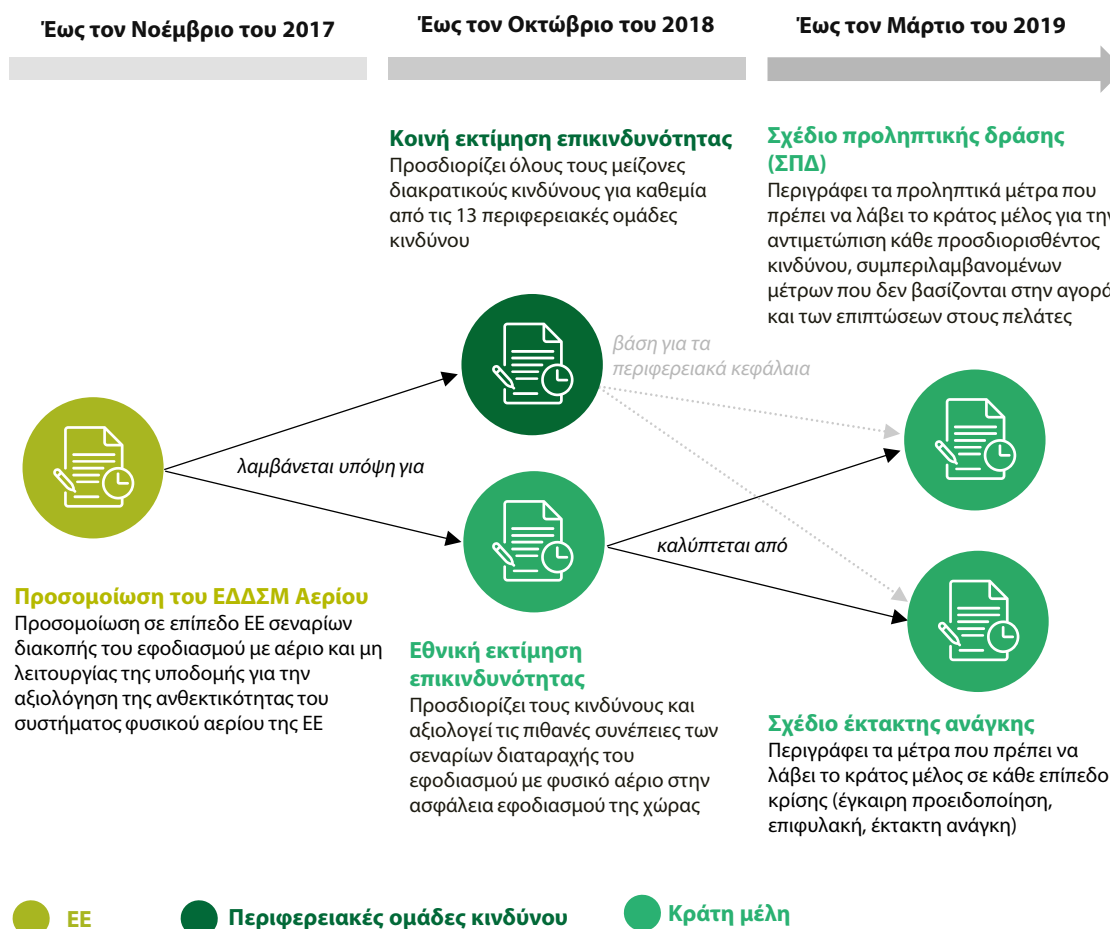 Έως τον Νοέμβριο του 2017
Έως τον Οκτώβριο του 2018
Έως τον Μάρτιο του 2019
Κοινή εκτίμηση επικινδυνότητας
Προσδιορίζει όλους τους μείζονες
διακρατικούς κινδύνους για καθεμία
από τις 13 περιφερειακές ομάδες
κινδύνου
Σχέδιο προληπτικής δράσης
(ΣΠΔ)
Περιγράφει τα προληπτικά μέτρα που
πρέπει να λάβει το κράτος μέλος για την
αντιμετώπιση κάθε προσδιορισθέντος
κινδύνου, συμπεριλαμβανομένων
μέτρων που δεν βασίζονται στην αγορά
και των επιπτώσεων στους πελάτες
βάση για τα
περιφερειακά κεφάλαια
λαμβάνεται υπόψη για
καλύπτεται από
Προσομοίωση του ΕΔΔΣΜ Αερίου
Προσομοίωση σε επίπεδο ΕΕ σεναρίων
διακοπής του εφοδιασμού με αέριο και μη
λειτουργίας της υποδομής για την
αξιολόγηση της ανθεκτικότητας του
συστήματος φυσικού αερίου της ΕΕ
Εθνική εκτίμηση
επικινδυνότητας
Προσδιορίζει τους κινδύνους και
αξιολογεί τις πιθανές συνέπειες των
σεναρίων διαταραχής του
εφοδιασμού με φυσικό αέριο στην
ασφάλεια εφοδιασμού της χώρας
Σχέδιο έκτακτης ανάγκης
Περιγράφει τα μέτρα που πρέπει να
λάβει το κράτος μέλος σε κάθε επίπεδο
κρίσης (έγκαιρη προειδοποίηση,
επιφυλακή, έκτακτη ανάγκη)
ΕΕ
Περιφερειακές ομάδες κινδύνου
Κράτη μέλη